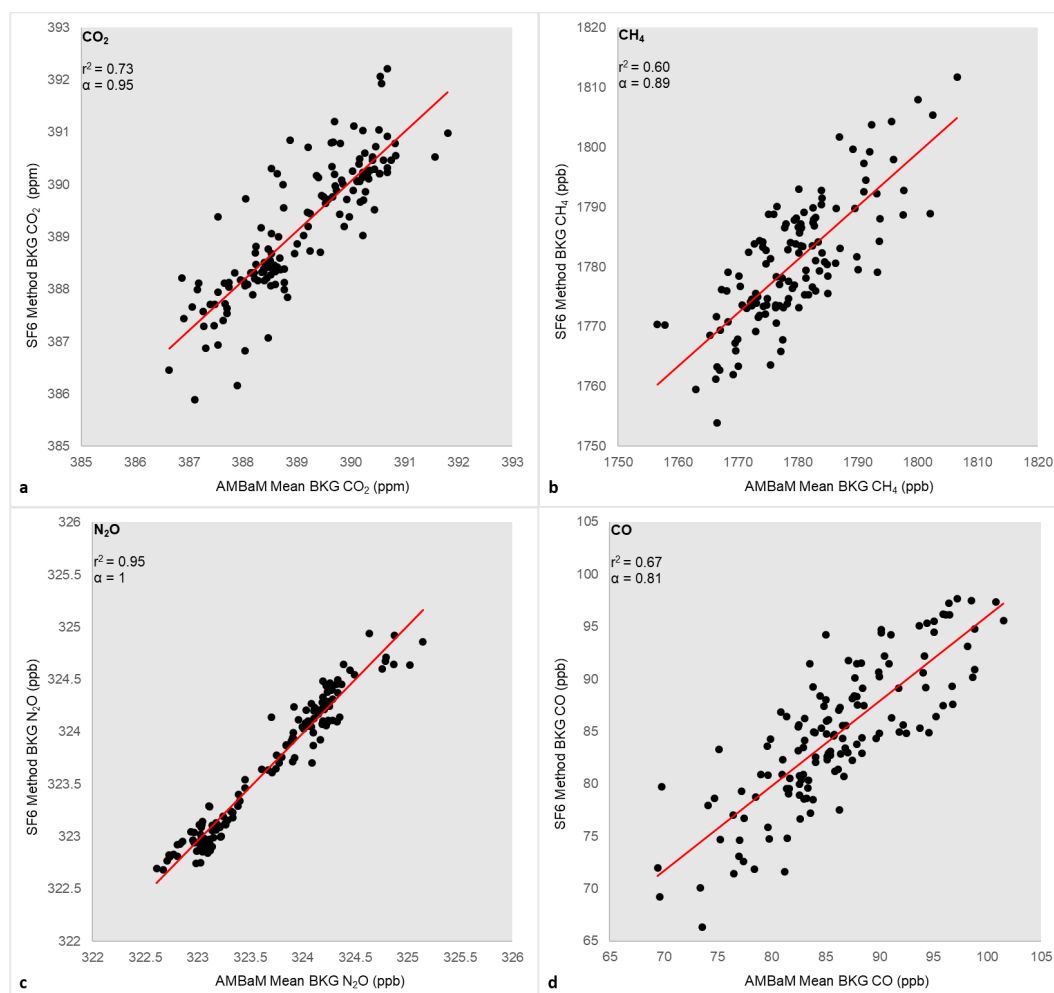 CO₂
r² = 0.73
α = 0.95
393
392
391
390
389
388
387
386
385
SF6 Method BKG CO₂ (ppm)
385 386 387 388 389 390 391 392 393
AMBaM Mean BKG CO₂ (ppm)
a
CH₄
r² = 0.60
α = 0.89
1820
1810
1800
1790
1780
1770
1760
1750
SF6 Method BKG CH₄ (ppb)
1750 1760 1770 1780 1790 1800 1810 1820
AMBaM Mean BKG CH₄ (ppb)
b
N₂O
r² = 0.95
α = 1
326
325.5
325
324.5
324
323.5
323
322.5
322
SF6 Method BKG N₂O (ppb)
322 322.5 323 323.5 324 324.5 325 325.5 326
AMBaM Mean BKG N₂O (ppb)
c
CO
r² = 0.67
α = 0.81
105
100
95
90
85
80
75
70
65
SF6 Method BKG CO (ppb)
65 70 75 80 85 90 95 100 105
AMBaM Mean BKG CO (ppb)
d